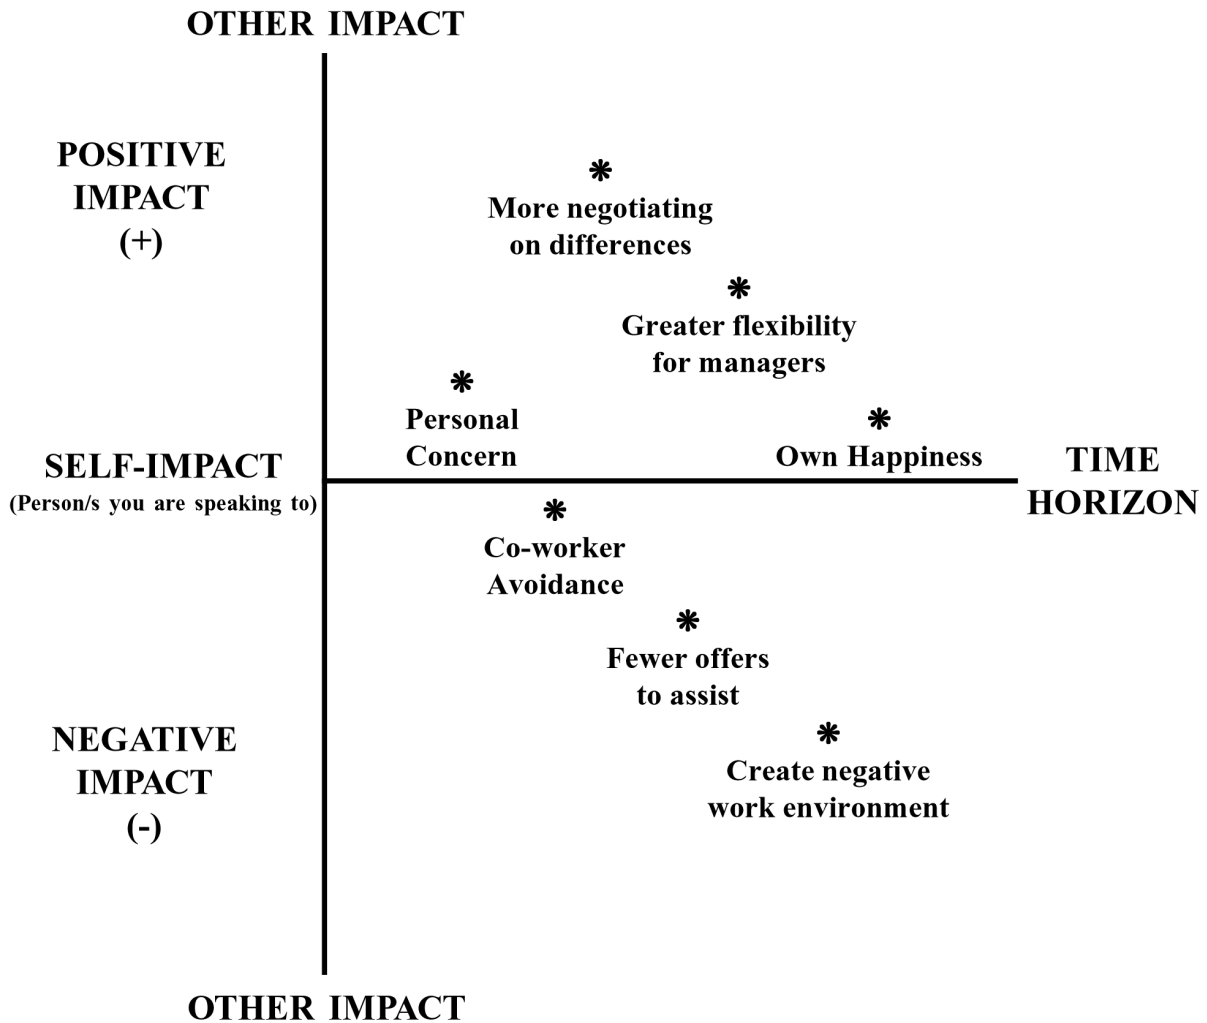 OTHER IMPACT
POSITIVE
IMPACT
(+)
More negotiating
on differences
Greater flexibility
for managers
Personal
Concern
Own Happiness
SELF-IMPACT
(Person/s you are speaking to)
TIME
HORIZON
Co-worker
Avoidance
Fewer offers
to assist
NEGATIVE
IMPACT
(-)
Create negative
work environment
OTHER IMPACT